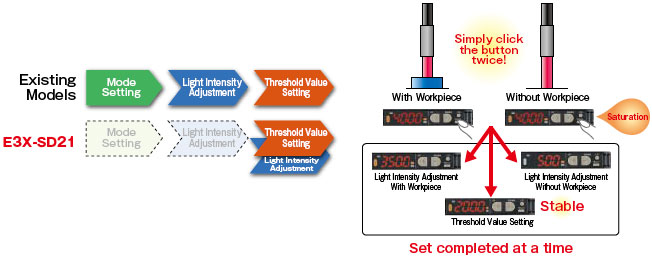 Existing
Models
Mode
Setting
Light Intensity
Adjustment
Threshold Value
Setting
E3X-SD21
Mode
Setting
Light Intensity
Adjustment
Threshold Value
Setting
Light Intensity
Adjustment
Simply click
the button
twice!
With Workpiece
Without Workpiece
4000
4000
Saturation
3500
500
Light Intensity Adjustment
With Workpiece
Light Intensity Adjustment
Without Workpiece
2000
Stable
Threshold Value Setting
Set completed at a time